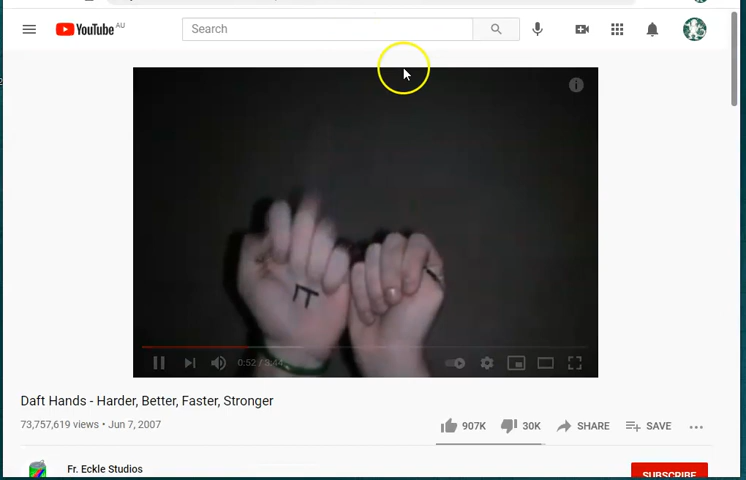 YouTube AU
Search
0:52 / 3:44
Daft Hands - Harder, Better, Faster, Stronger
73,757,619 views • Jun 7, 2007
907K 30K SHARE SAVE
Fr. Eckle Studios
SUBSCRIBE